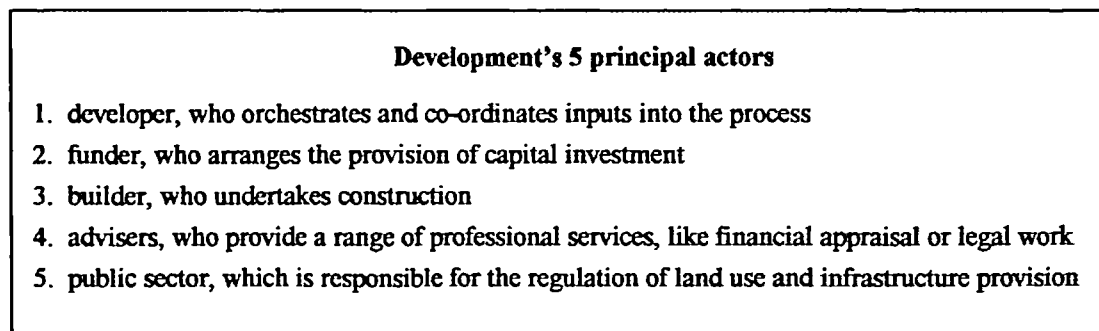 Development's 5 principal actors
1. developer, who orchestrates and co-ordinates inputs into the process
2. funder, who arranges the provision of capital investment
3. builder, who undertakes construction
4. advisers, who provide a range of professional services, like financial appraisal or legal work
5. public sector, which is responsible for the regulation of land use and infrastructure provision